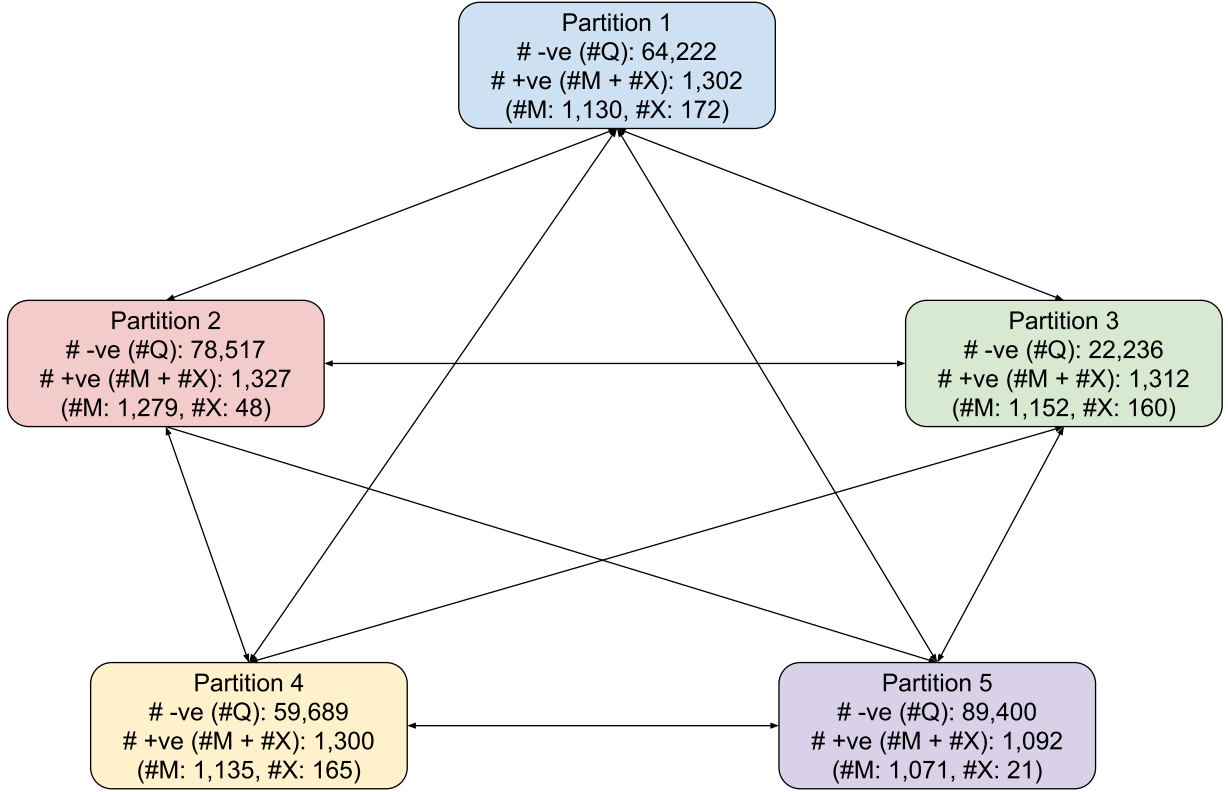 Partition 1
# -ve (#Q): 64,222
# +ve (#M + #X): 1,302
(#M: 1,130, #X: 172)
Partition 2
# -ve (#Q): 78,517
# +ve (#M + #X): 1,327
(#M: 1,279, #X: 48)
Partition 3
# -ve (#Q): 22,236
# +ve (#M + #X): 1,312
(#M: 1,152, #X: 160)
Partition 4
# -ve (#Q): 59,689
# +ve (#M + #X): 1,300
(#M: 1,135, #X: 165)
Partition 5
# -ve (#Q): 89,400
# +ve (#M + #X): 1,092
(#M: 1,071, #X: 21)